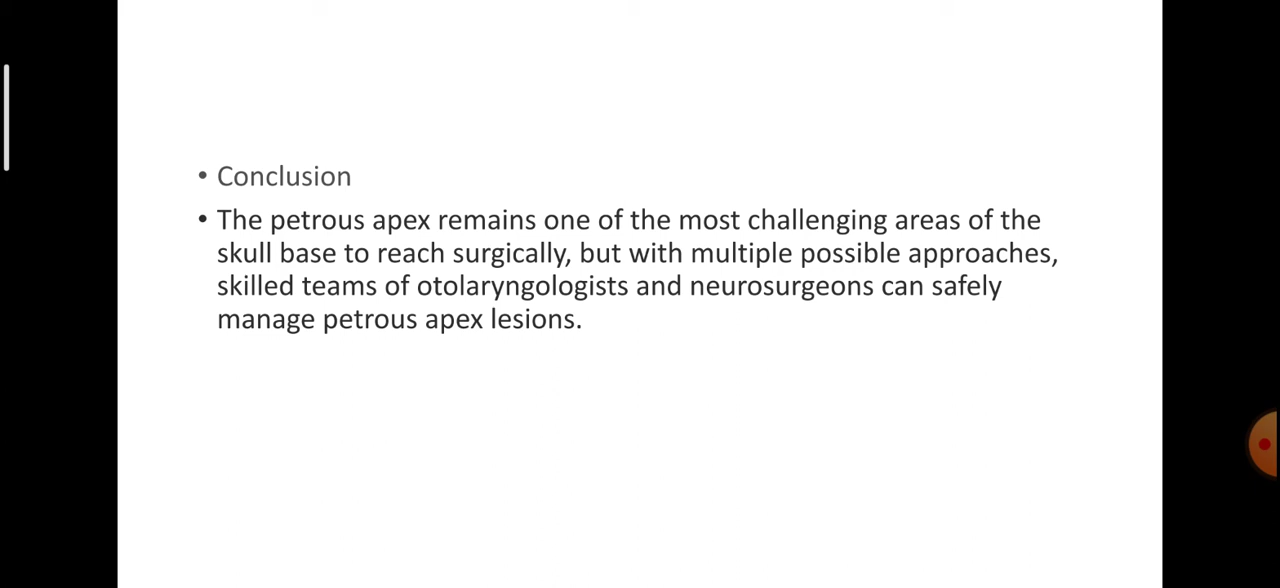 • Conclusion
• The petrous apex remains one of the most challenging areas of the
skull base to reach surgically, but with multiple possible approaches,
skilled teams of otolaryngologists and neurosurgeons can safely
manage petrous apex lesions.